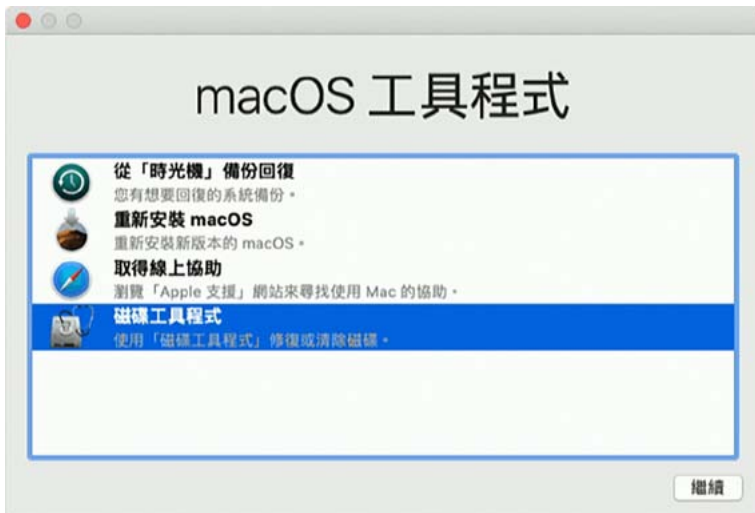 macOS 工具程式
從「時光機」備份回復
您有想要回復的系統備份。
重新安裝 macOS
重新安裝新版本的 macOS。
取得線上協助
瀏覽「Apple 支援」網站來尋找使用 Mac 的協助。
磁碟工具程式
使用「磁碟工具程式」修復或清除磁碟。
繼續